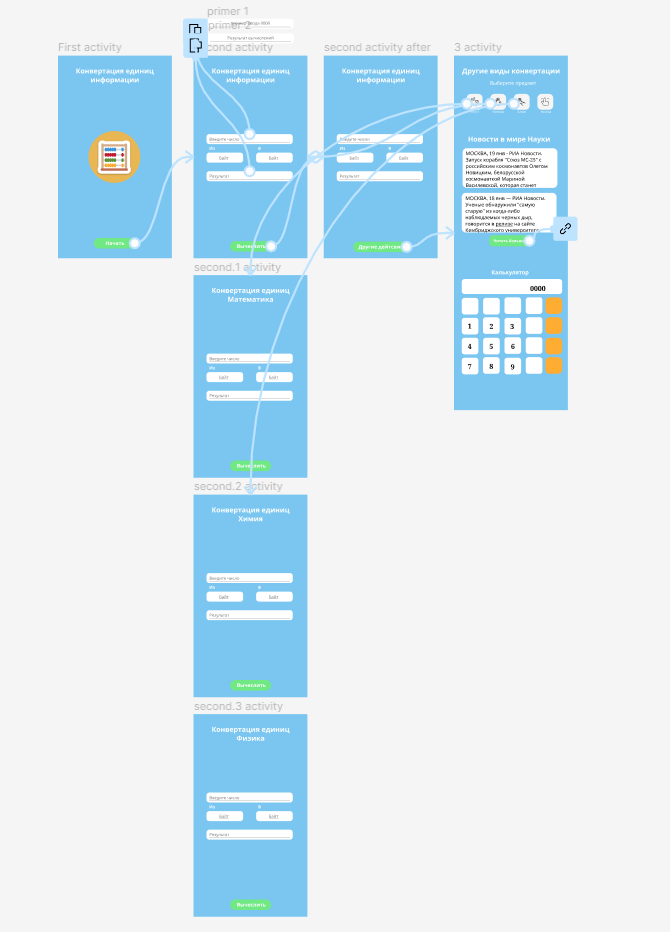 primer 1
primer 2
Результат вычислений
First activity
cond activity
second activity after
3 activity
Конвертация единиц
информации
Начать
Конвертация единиц
информации
Введите число
Из
В
Байт
Байт
Результат
Вычислить
Конвертация единиц
информации
Введите число
Из
В
Байт
Байт
Результат
Другие действия
Другие виды конвертации
Выберите предмет
Новости в мире Науки
МОСКВА, 19 янв - РИА Новости.
Запуск корабля "Союз МС-25" с
российским космонавтом Олегом
Новицким, белорусской
космонавткой Мариной
Василевской, которая станет
МОСКВА, 18 янв — РИА Новости.
Ученые обнаружили "самую
старую" из когда-либо
наблюдаемых черных дыр,
говорится в релизе на сайте
Кембриджского университета
Калькулятор
0000
1 2 3
4 5 6
7 8 9
second.1 activity
Конвертация единиц
Математика
Введите число
Из
В
Байт
Байт
Результат
Вычислить
second.2 activity
Конвертация единиц
Химия
Введите число
Из
В
Байт
Байт
Результат
Вычислить
second.3 activity
Конвертация единиц
Физика
Введите число
Из
В
Байт
Байт
Результат
Вычислить